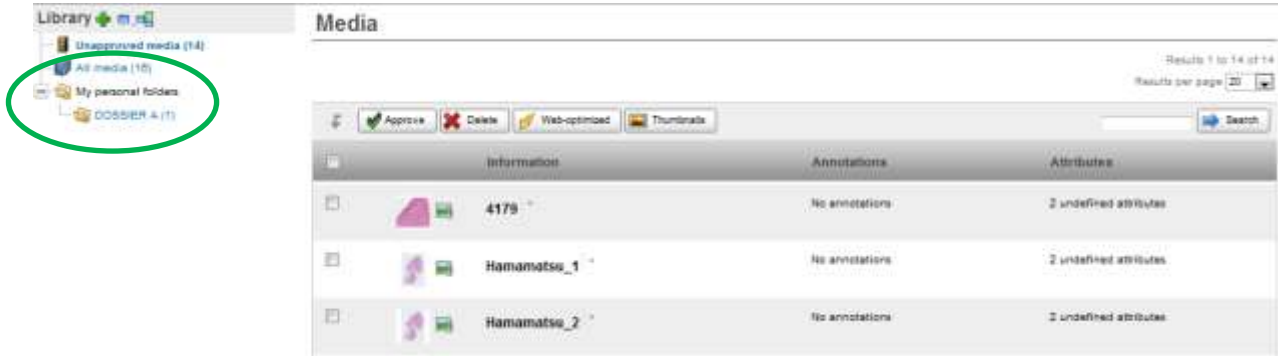 Library
Unapproved media (14)
All media (18)
My personal folders
DOSSIER A (1)
Media
Results 1 to 14 of 14
Results per page 20
Approve Delete Web-optimized Thumbnails Search
Information Annotations Attributes
4179 No annotations 2 undefined attributes
Hamamatsu_1 No annotations 2 undefined attributes
Hamamatsu_2 No annotations 2 undefined attributes